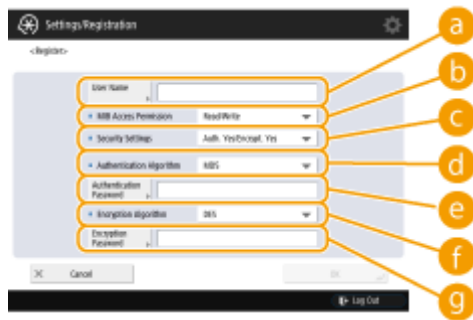 Settings/Registration
a
<Register>
b
User Name
MIB Access Permission Read/Write
c
Security Settings Auth. Yes/Encrypt. Yes
d
Authentication Algorithm MD5
Authentication
Password
e
Encryption Algorithm DES
f
Encryption
Password
Cancel OK
g
Log Out